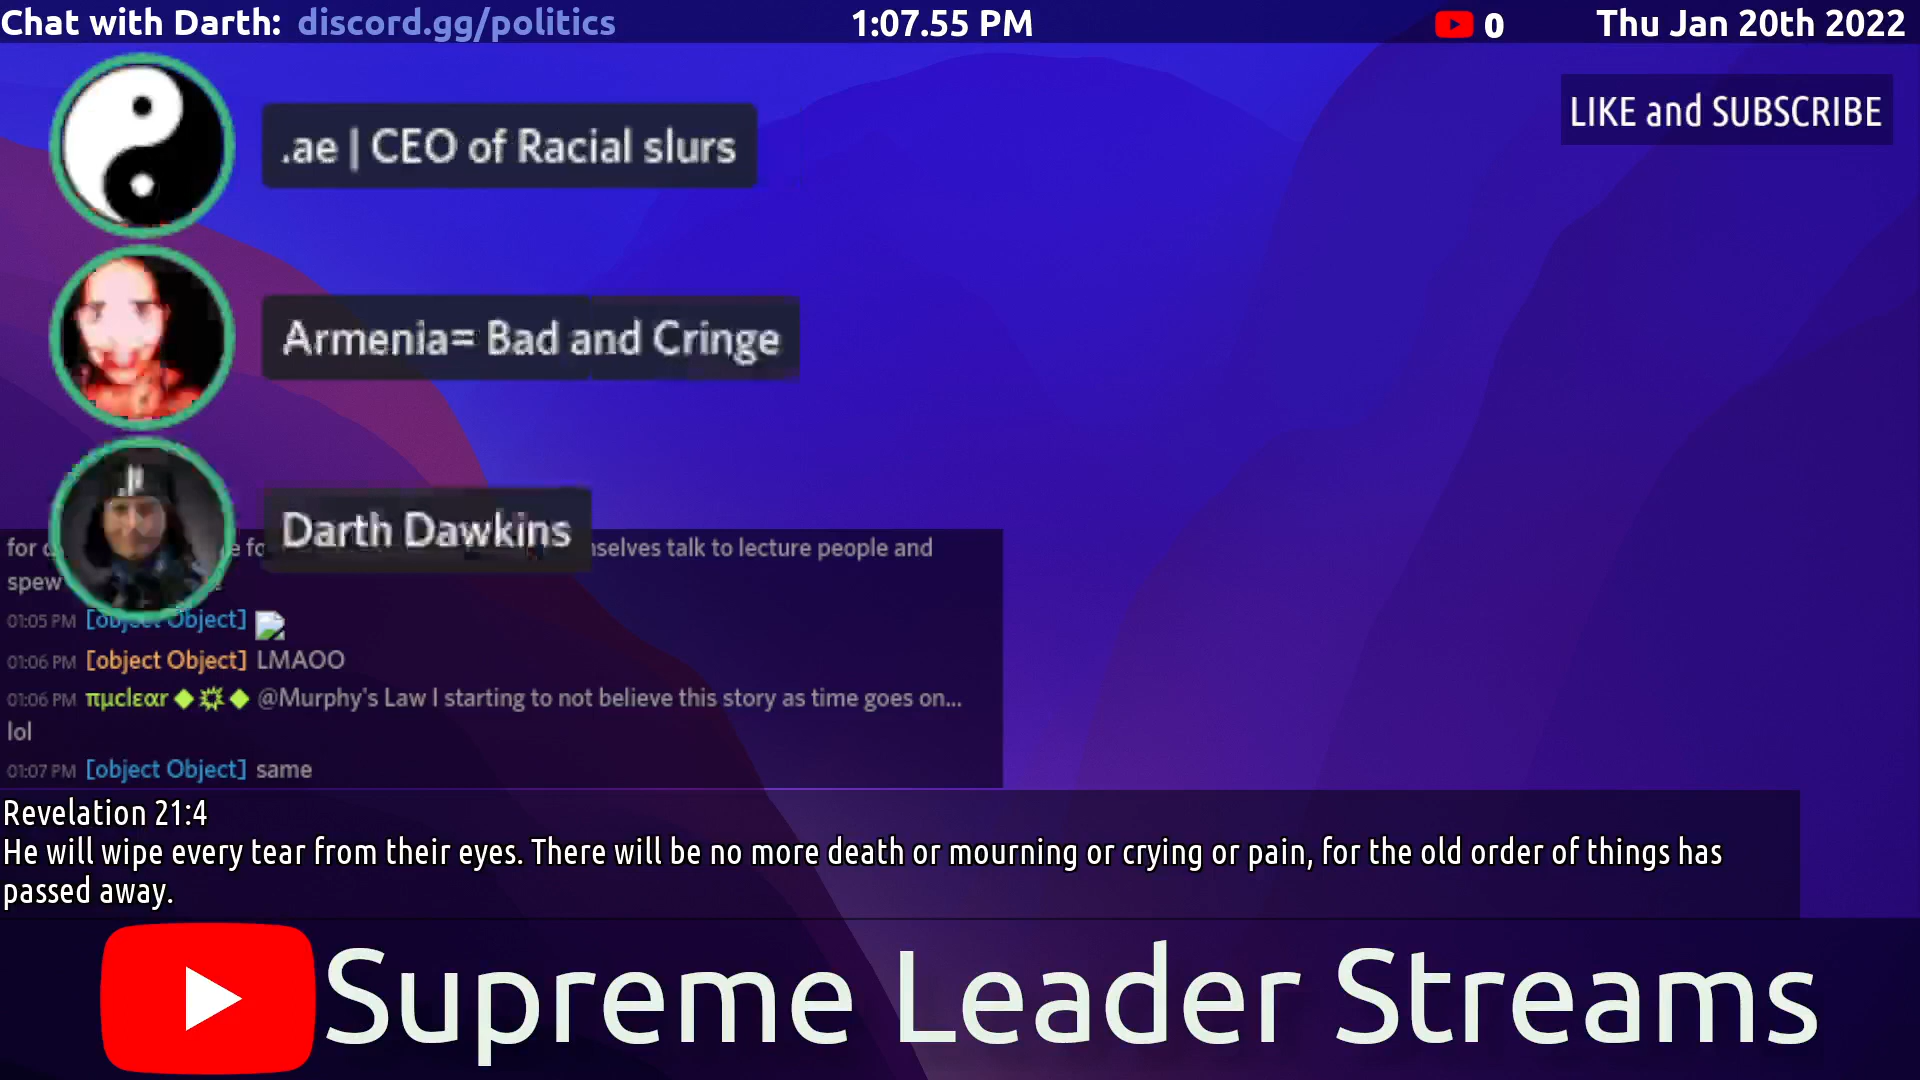 Chat with Darth: discord.gg/politics 1:07.55 PM 0 Thu Jan 20th 2022
LIKE and SUBSCRIBE
.ae | CEO of Racial slurs
Armenia= Bad and Cringe
Darth Dawkins
for talk to lecture people and
spew
01:05 PM [object Object]
01:06 PM [object Object] LMAOO
01:06 PM πμclεαr ◆💥◆ @Murphy's Law I starting to not believe this story as time goes on...
lol
01:07 PM [object Object] same
Revelation 21:4
He will wipe every tear from their eyes. There will be no more death or mourning or crying or pain, for the old order of things has
passed away.
Supreme Leader Streams